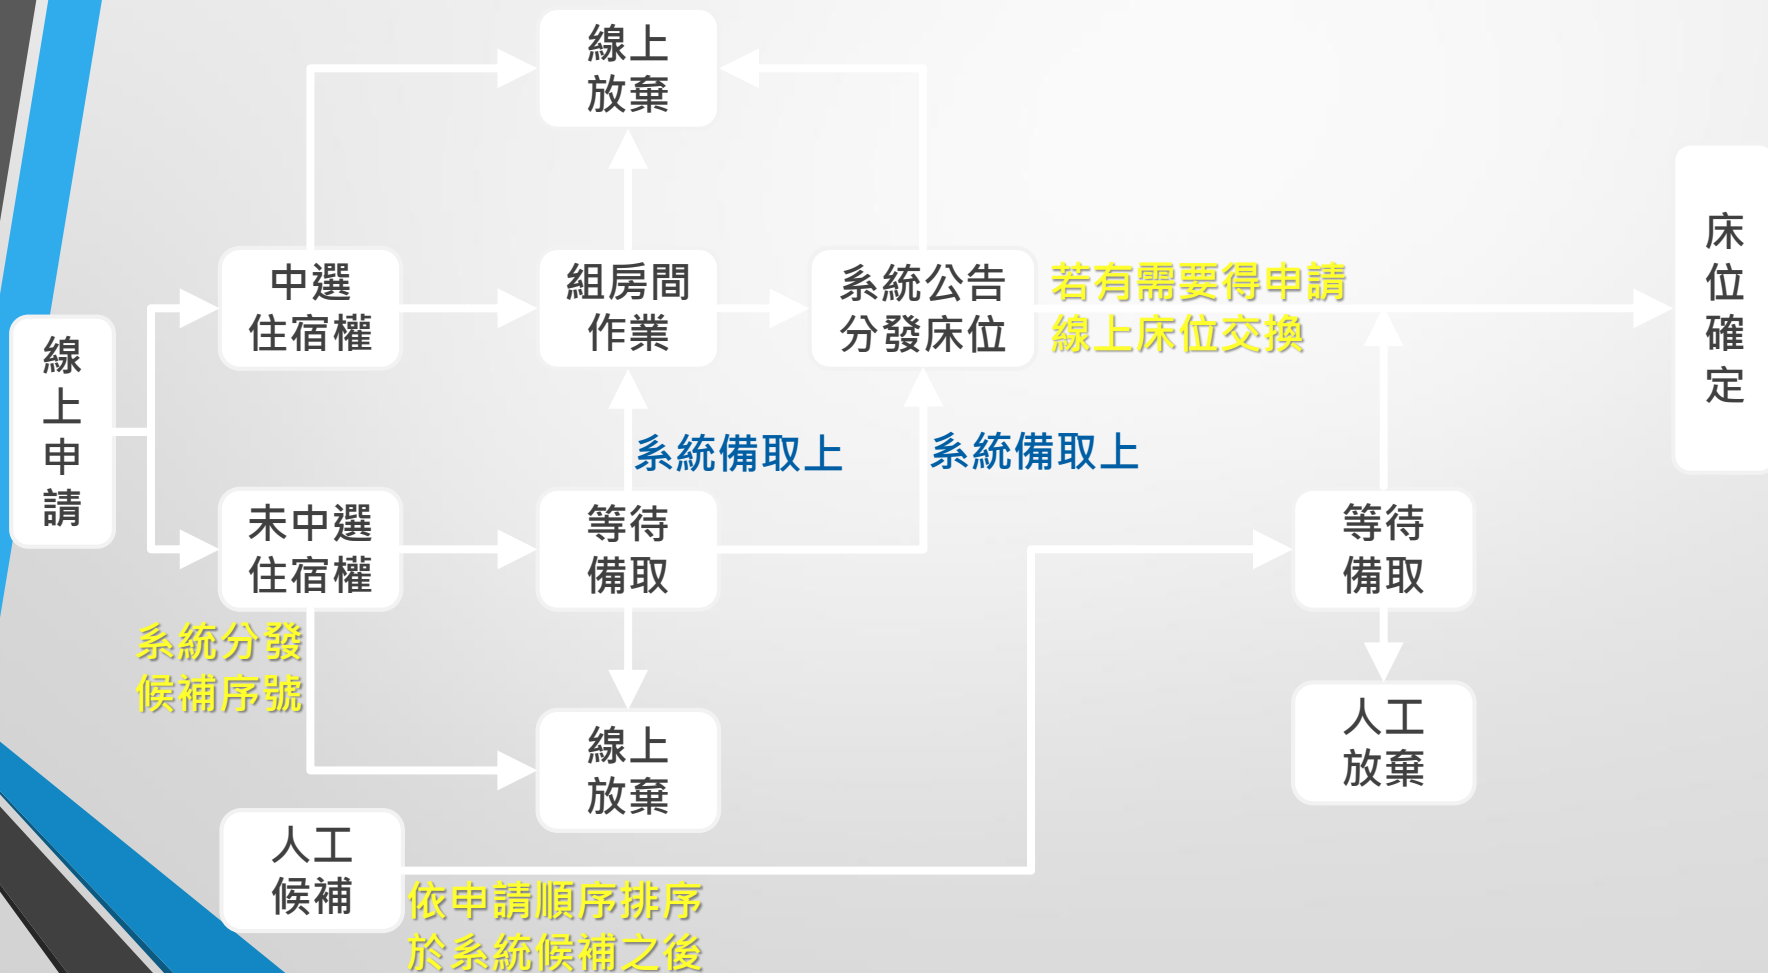 線上
放棄
中選
住宿權
組房間
作業
系統公告
分發床位
若有需要得申請
線上床位交換
床
位
確
定
線
上
申
請
系統備取上
系統備取上
未中選
住宿權
等待
備取
等待
備取
系統分發
候補序號
線上
放棄
人工
放棄
人工
候補
依申請順序排序
於系統候補之後